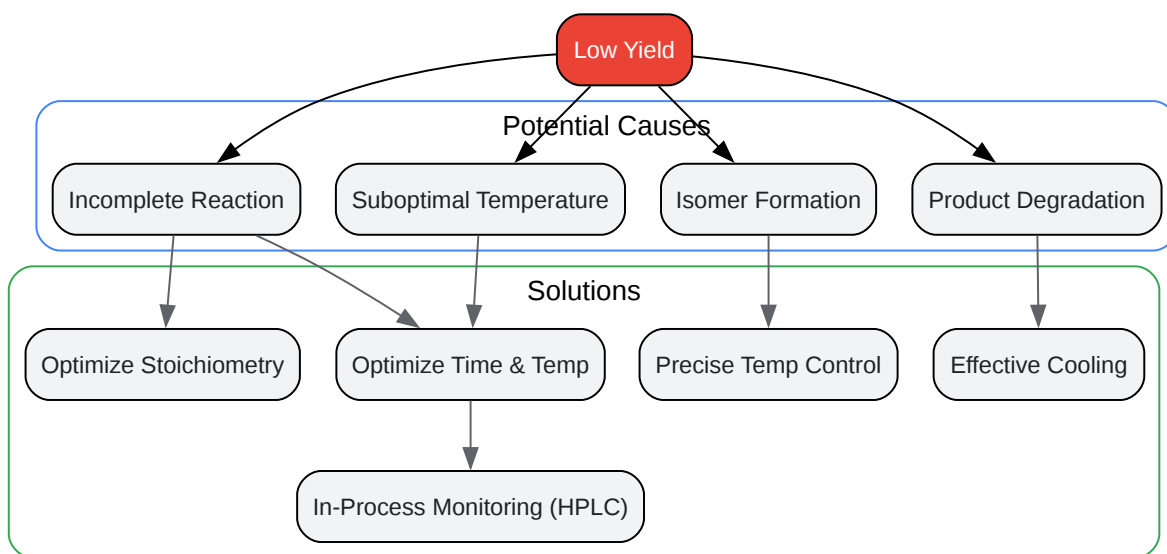 Low Yield
Potential Causes
Incomplete Reaction
Suboptimal Temperature
Isomer Formation
Product Degradation
Solutions
Optimize Stoichiometry
Optimize Time & Temp
Precise Temp Control
Effective Cooling
In-Process Monitoring (HPLC)